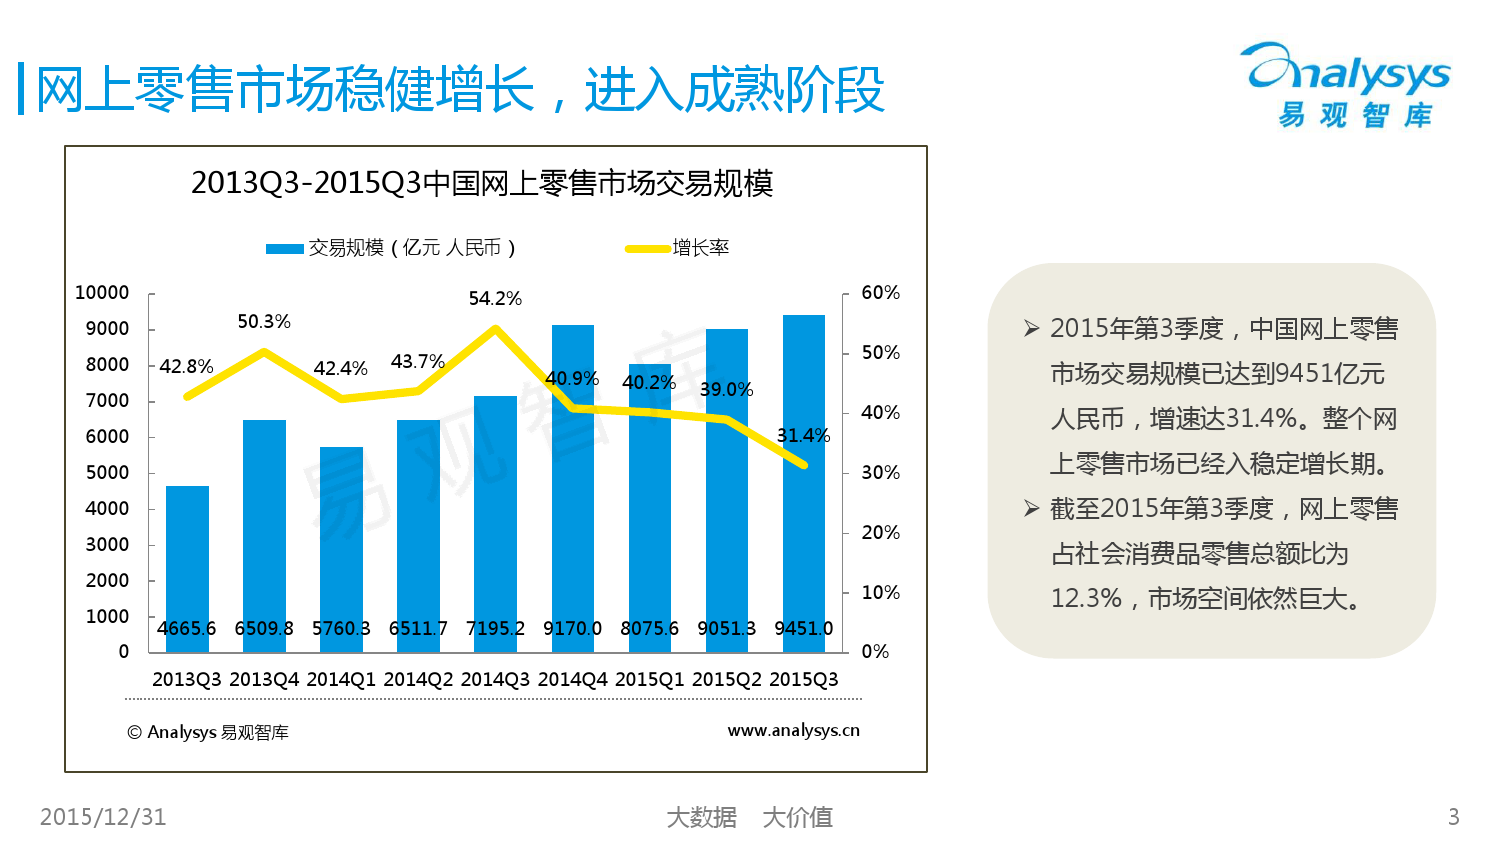 网上零售市场稳健增长，进入成熟阶段
Analysys
易观智库
2013Q3-2015Q3中国网上零售市场交易规模
交易规模（亿元 人民币） 增长率
10000
9000
8000
7000
6000
5000
4000
3000
2000
1000
0
60%
50%
40%
30%
20%
10%
0%
42.8% 50.3% 42.4% 43.7% 54.2% 40.9% 40.2% 39.0% 31.4%
4665.6 6509.8 5760.3 6511.7 7195.2 9170.0 8075.6 9051.3 9451.0
2013Q3 2013Q4 2014Q1 2014Q2 2014Q3 2014Q4 2015Q1 2015Q2 2015Q3
易观智库
© Analysys 易观智库 www.analysys.cn
➢ 2015年第3季度，中国网上零售
市场交易规模已达到9451亿元
人民币，增速达31.4%。整个网
上零售市场已经入稳定增长期。
➢ 截至2015年第3季度，网上零售
占社会消费品零售总额比为
12.3%，市场空间依然巨大。
2015/12/31 大数据 大价值 3